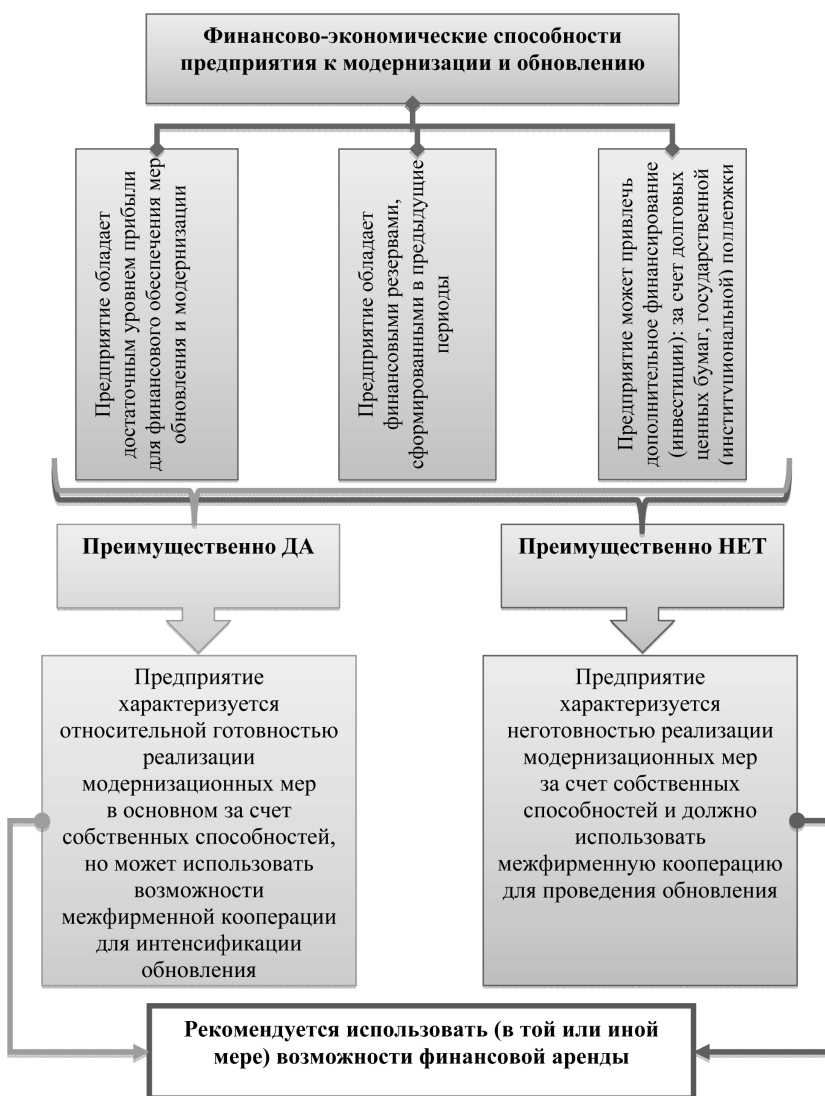 Финансово-экономические способности
предприятия к модернизации и обновлению
Предприятие обладает
достаточным уровнем прибыли
для финансового обеспечения мер
обновления и модернизации
Предприятие обладает
финансовыми резервами,
сформированными в предыдущие
периоды
Предприятие может привлечь
дополнительное финансирование
(инвестиции): за счет долговых
ценных бумаг, государственной
(институциональной) поддержки
Преимущественно ДА
Преимущественно НЕТ
Предприятие
характеризуется
относительной готовностью
реализации
модернизационных мер
в основном за счет
собственных способностей,
но может использовать
возможности
межфирменной кооперации
для интенсификации
обновления
Предприятие
характеризуется
неготовностью реализации
модернизационных мер
за счет собственных
способностей и должно
использовать
межфирменную кооперацию
для проведения обновления
Рекомендуется использовать (в той или иной
мере) возможности финансовой аренды